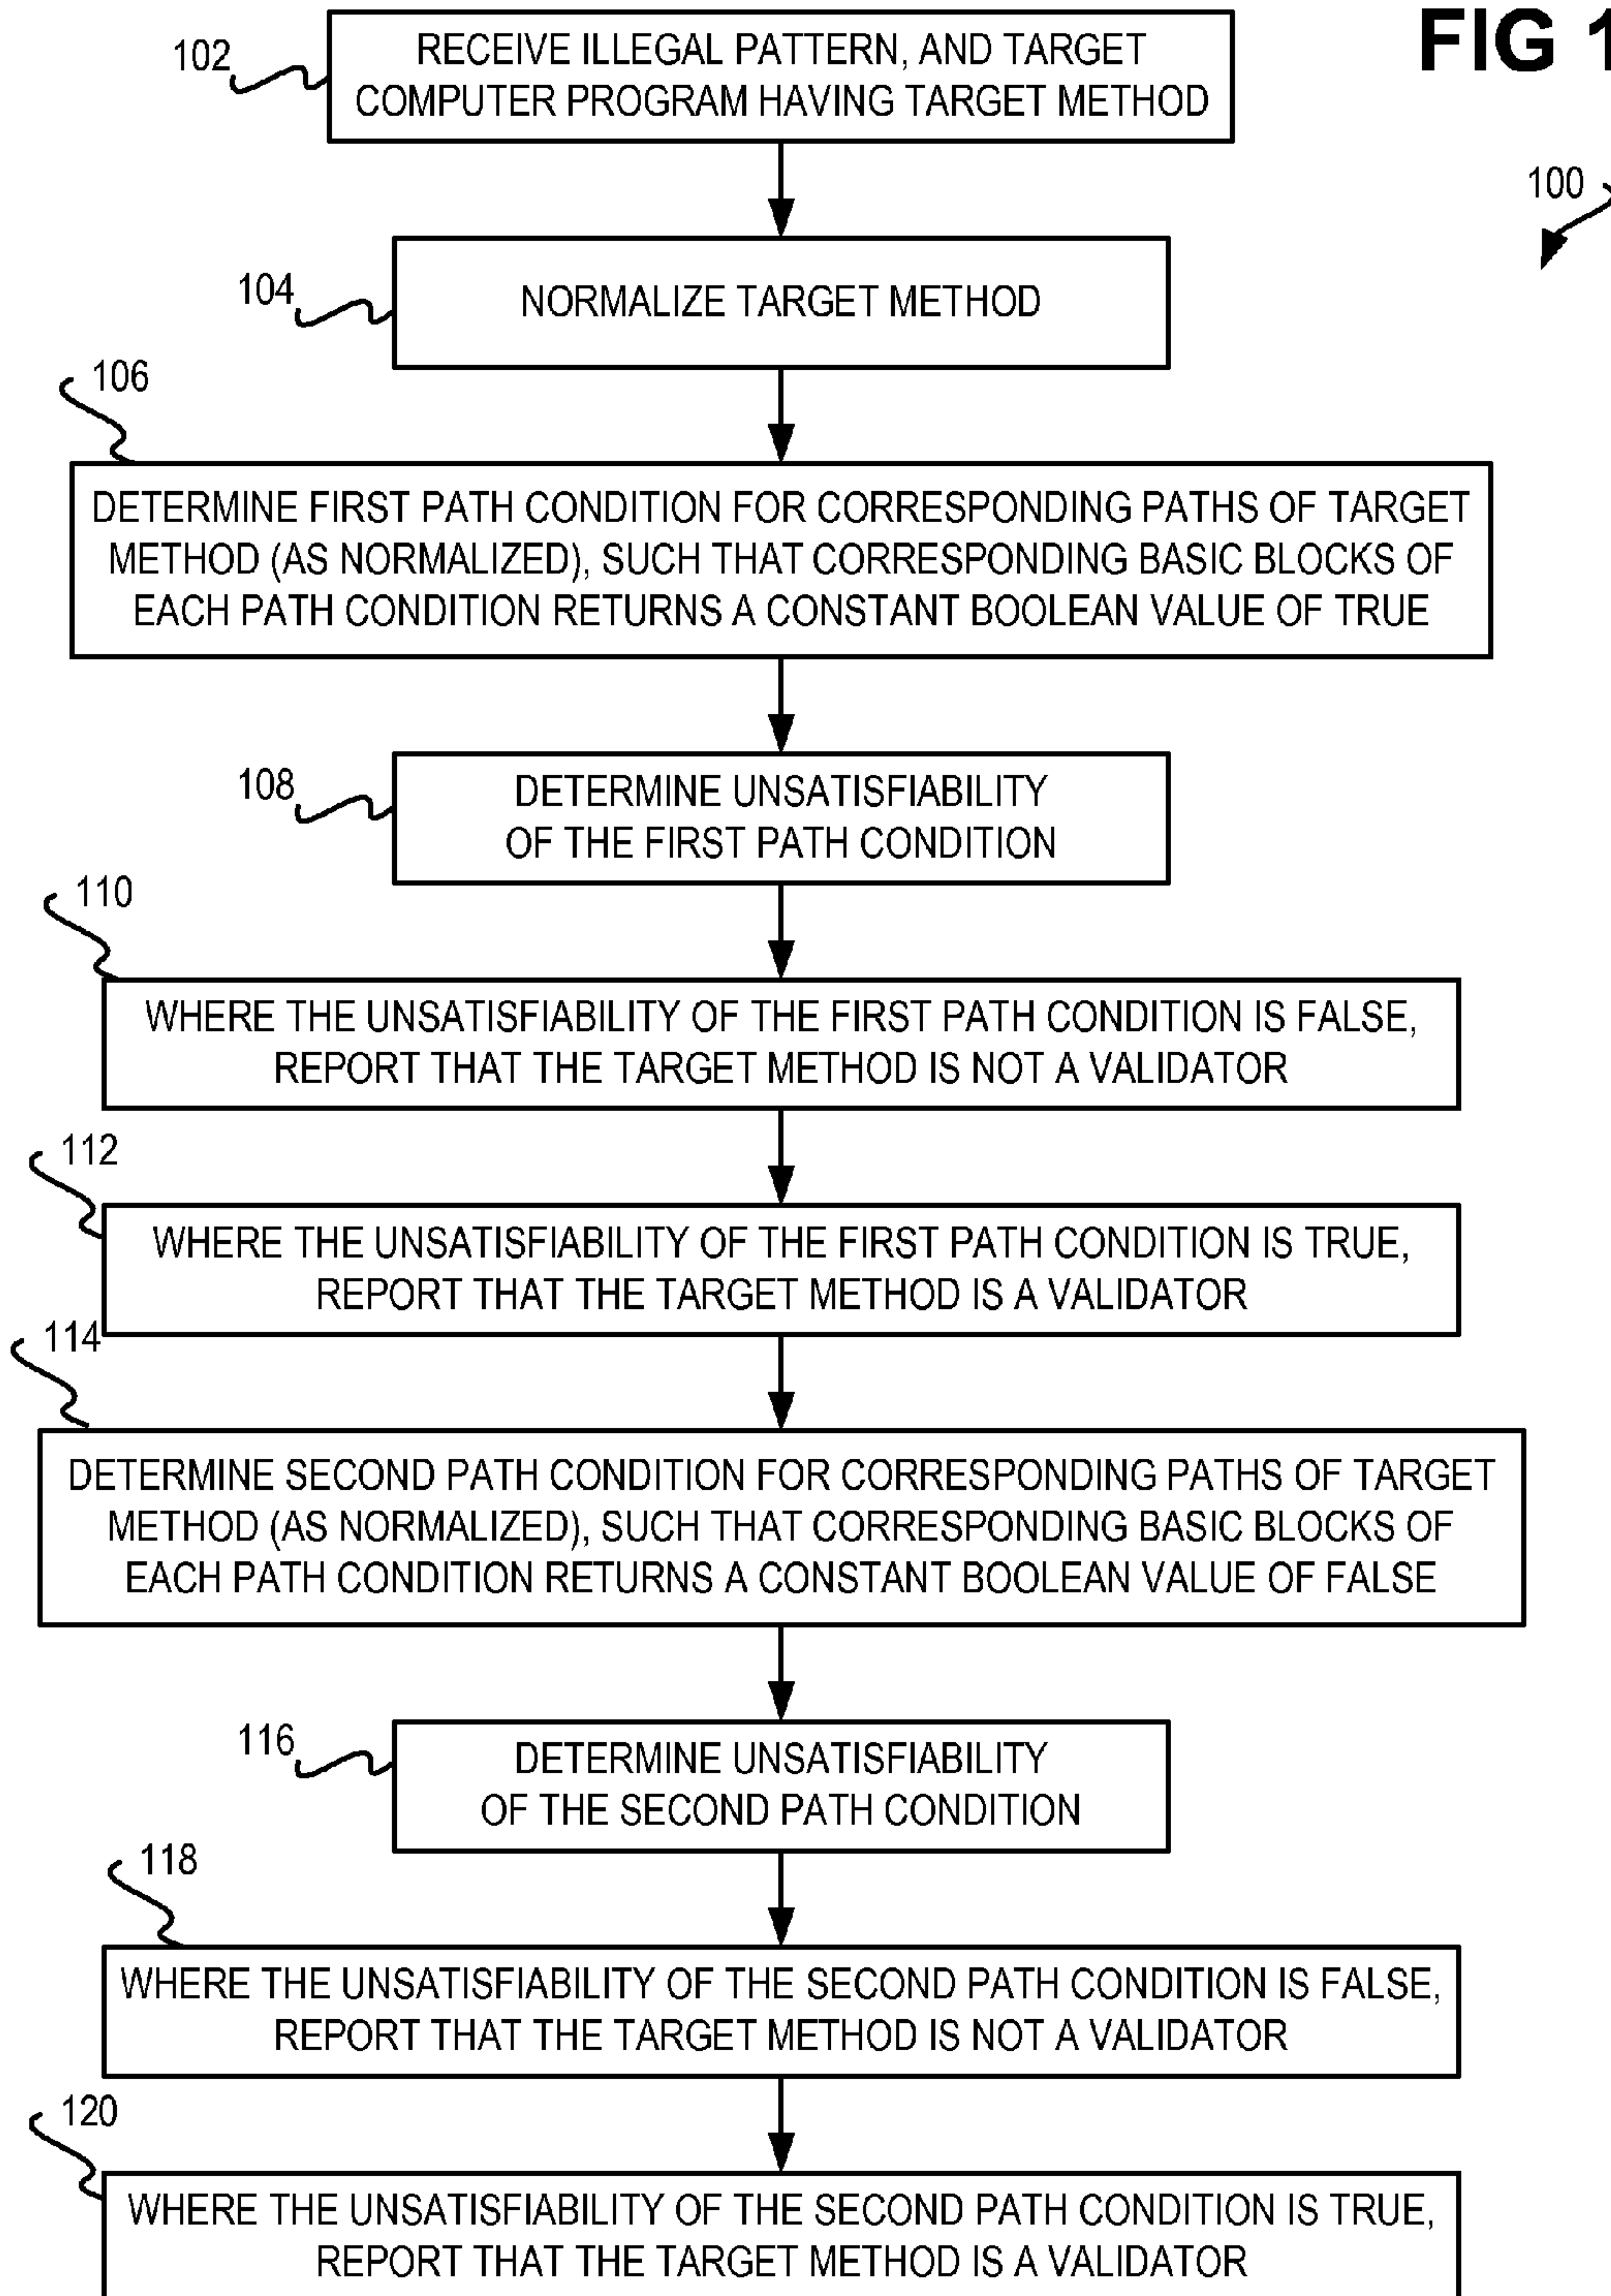 FIG 1
100
102
RECEIVE ILLEGAL PATTERN, AND TARGET
COMPUTER PROGRAM HAVING TARGET METHOD
104
NORMALIZE TARGET METHOD
106
DETERMINE FIRST PATH CONDITION FOR CORRESPONDING PATHS OF TARGET
METHOD (AS NORMALIZED), SUCH THAT CORRESPONDING BASIC BLOCKS OF
EACH PATH CONDITION RETURNS A CONSTANT BOOLEAN VALUE OF TRUE
108
DETERMINE UNSATISFIABILITY
OF THE FIRST PATH CONDITION
110
WHERE THE UNSATISFIABILITY OF THE FIRST PATH CONDITION IS FALSE,
REPORT THAT THE TARGET METHOD IS NOT A VALIDATOR
112
WHERE THE UNSATISFIABILITY OF THE FIRST PATH CONDITION IS TRUE,
REPORT THAT THE TARGET METHOD IS A VALIDATOR
114
DETERMINE SECOND PATH CONDITION FOR CORRESPONDING PATHS OF TARGET
METHOD (AS NORMALIZED), SUCH THAT CORRESPONDING BASIC BLOCKS OF
EACH PATH CONDITION RETURNS A CONSTANT BOOLEAN VALUE OF FALSE
116
DETERMINE UNSATISFIABILITY
OF THE SECOND PATH CONDITION
118
WHERE THE UNSATISFIABILITY OF THE SECOND PATH CONDITION IS FALSE,
REPORT THAT THE TARGET METHOD IS NOT A VALIDATOR
120
WHERE THE UNSATISFIABILITY OF THE SECOND PATH CONDITION IS TRUE,
REPORT THAT THE TARGET METHOD IS A VALIDATOR